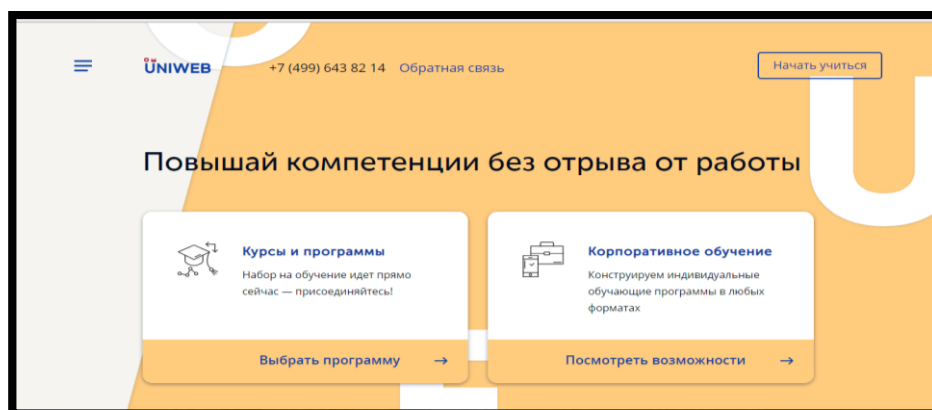 ÜNIWEB
+7 (499) 643 82 14 Обратная связь
Начать учиться
Повышай компетенции без отрыва от работы
Курсы и программы
Набор на обучение идет прямо
сейчас — присоединяйтесь!
Выбрать программу →
Корпоративное обучение
Конструируем индивидуальные
обучающие программы в любых
форматах
Посмотреть возможности →